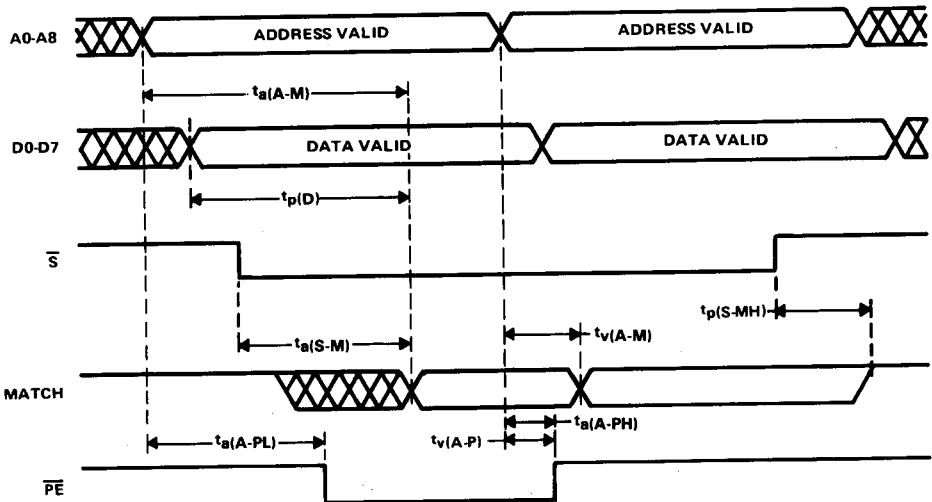 A0-A8 ADDRESS VALID ADDRESS VALID
ta(A-M)
D0-D7 DATA VALID DATA VALID
tp(D)
S
tp(S-MH)
ta(S-M) tv(A-M)
MATCH
ta(A-PH)
ta(A-PL) tv(A-P)
PE